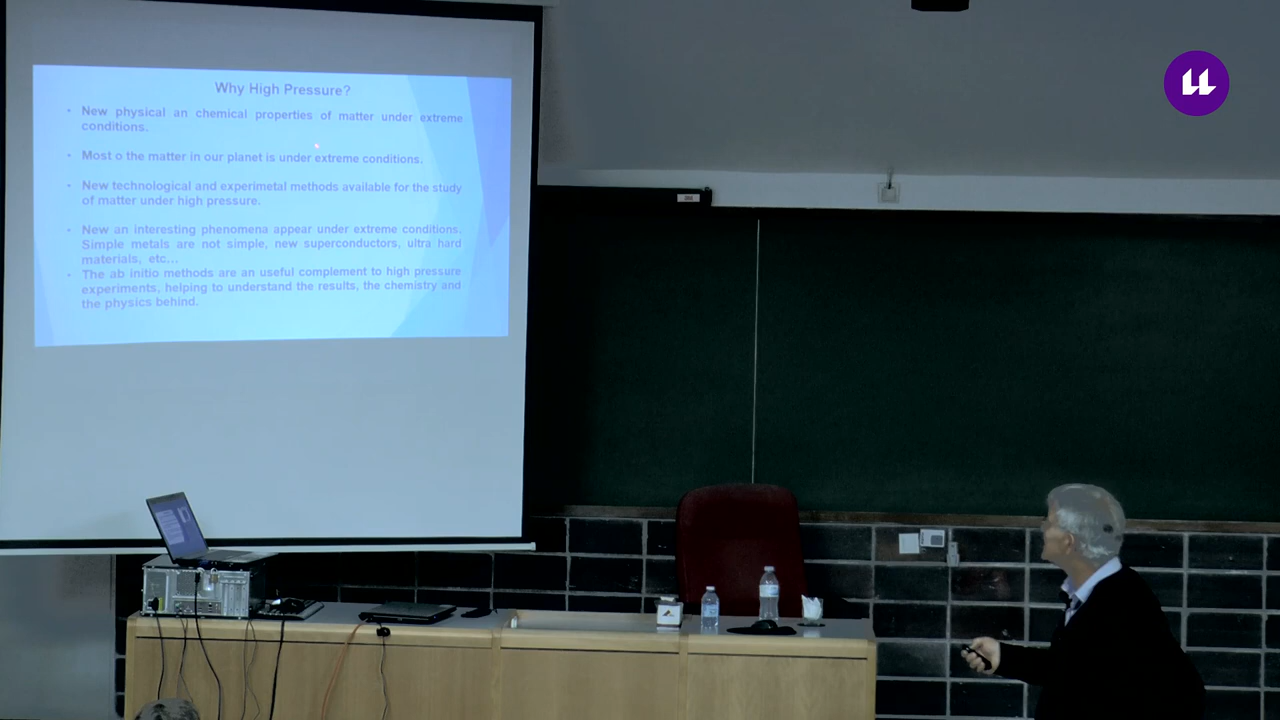 Why High Pressure?
• New physical an chemical properties of matter under extreme
conditions.
• Most o the matter in our planet is under extreme conditions.
• New technological and experimetal methods available for the study
of matter under high pressure.
• New an interesting phenomena appear under extreme conditions.
Simple metals are not simple, new superconductors, ultra hard
materials, etc...
• The ab initio methods are an useful complement to high pressure
experiments, helping to understand the results, the chemistry and
the physics behind.